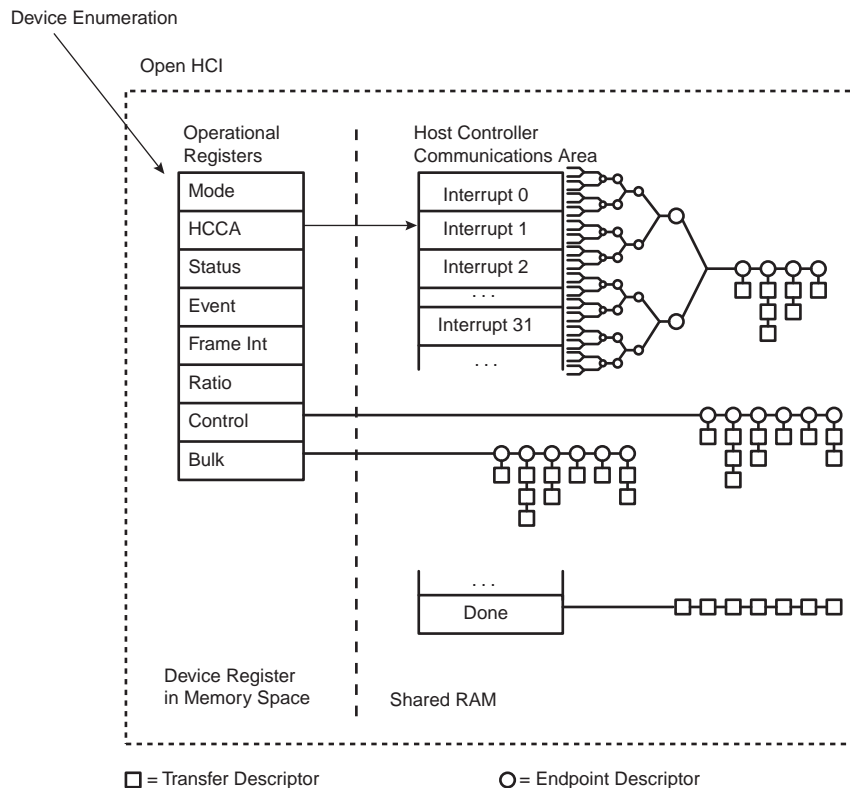 Device Enumeration
Open HCI
Operational
Registers
Mode
HCCA
Status
Event
Frame Int
Ratio
Control
Bulk
Host Controller
Communications Area
Interrupt 0
Interrupt 1
Interrupt 2
. . .
Interrupt 31
. . .
. . .
Done
Device Register
in Memory Space
Shared RAM
= Transfer Descriptor
= Endpoint Descriptor